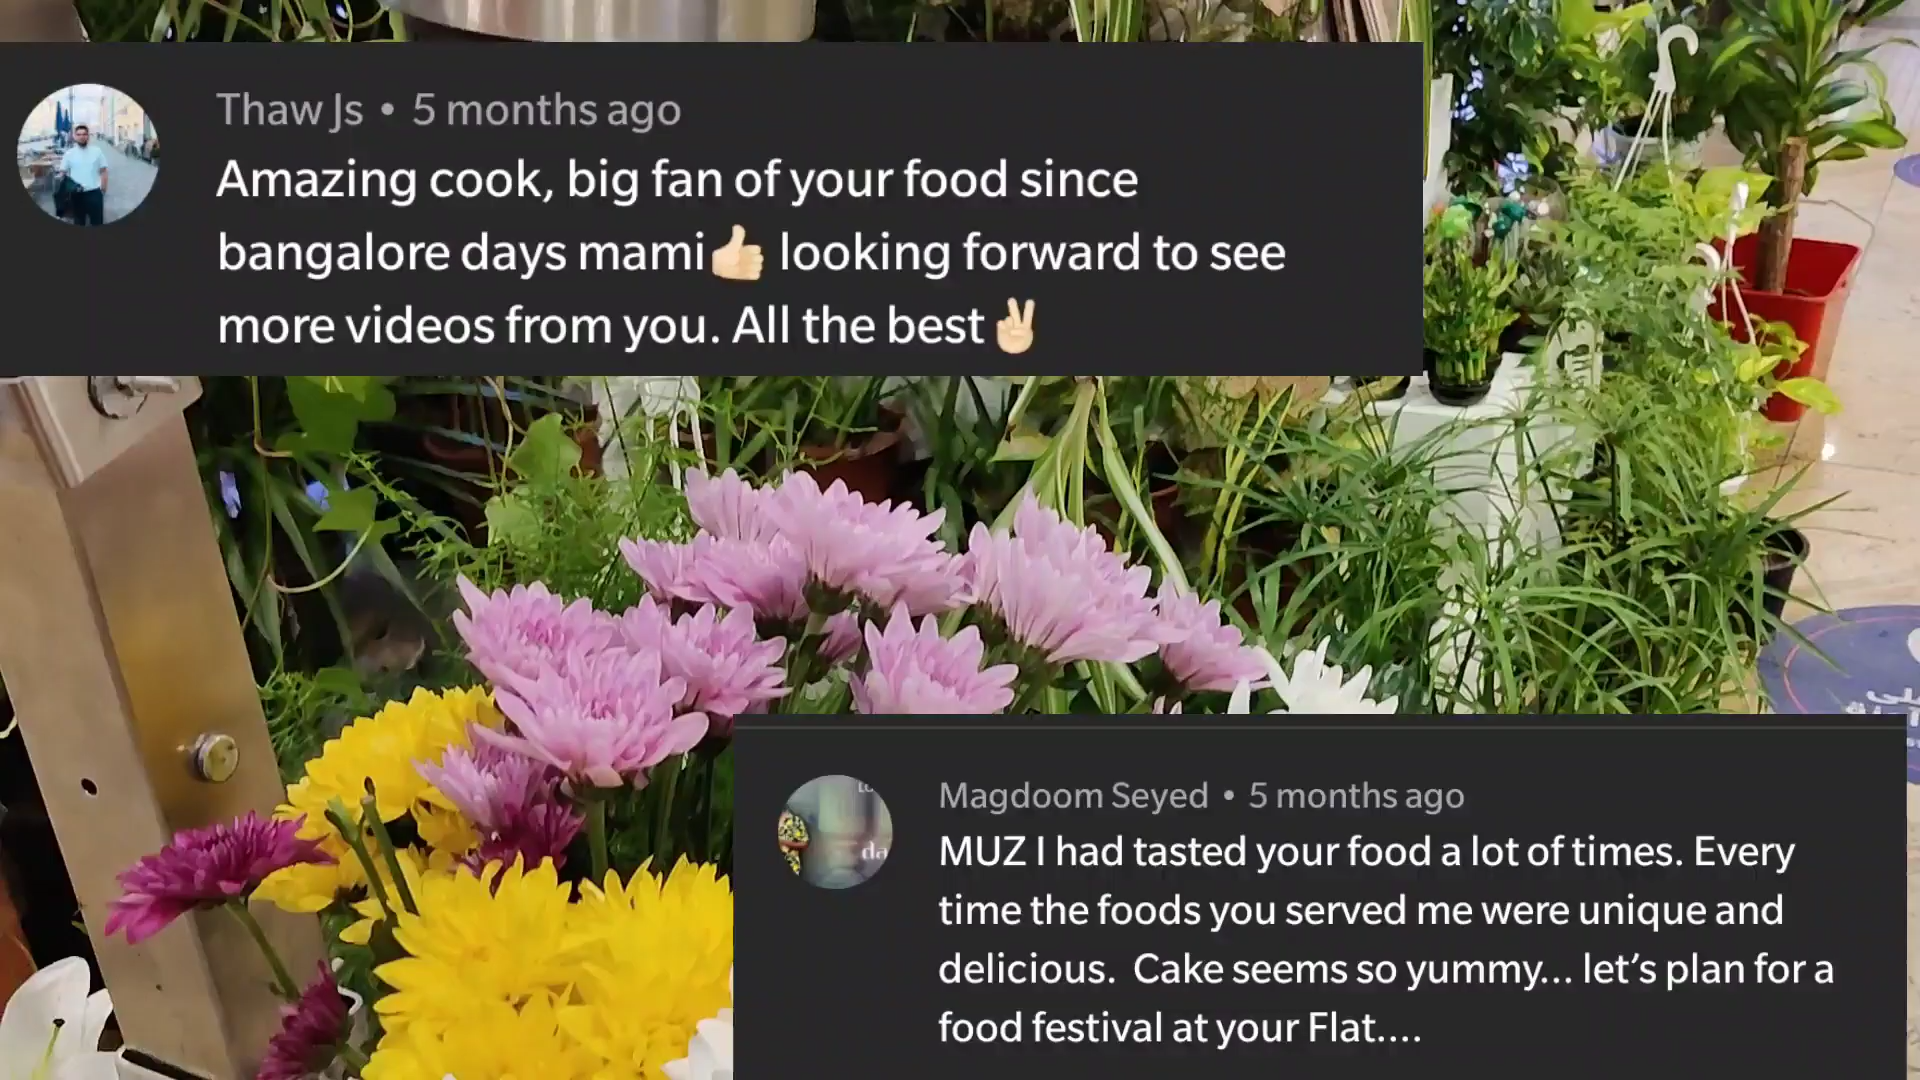 Thaw Js • 5 months ago
Amazing cook, big fan of your food since
bangalore days mami👍🏼 looking forward to see
more videos from you. All the best✌🏼
Magdoom Seyed • 5 months ago
MUZ I had tasted your food a lot of times. Every
time the foods you served me were unique and
delicious.  Cake seems so yummy... let's plan for a
food festival at your Flat....
da